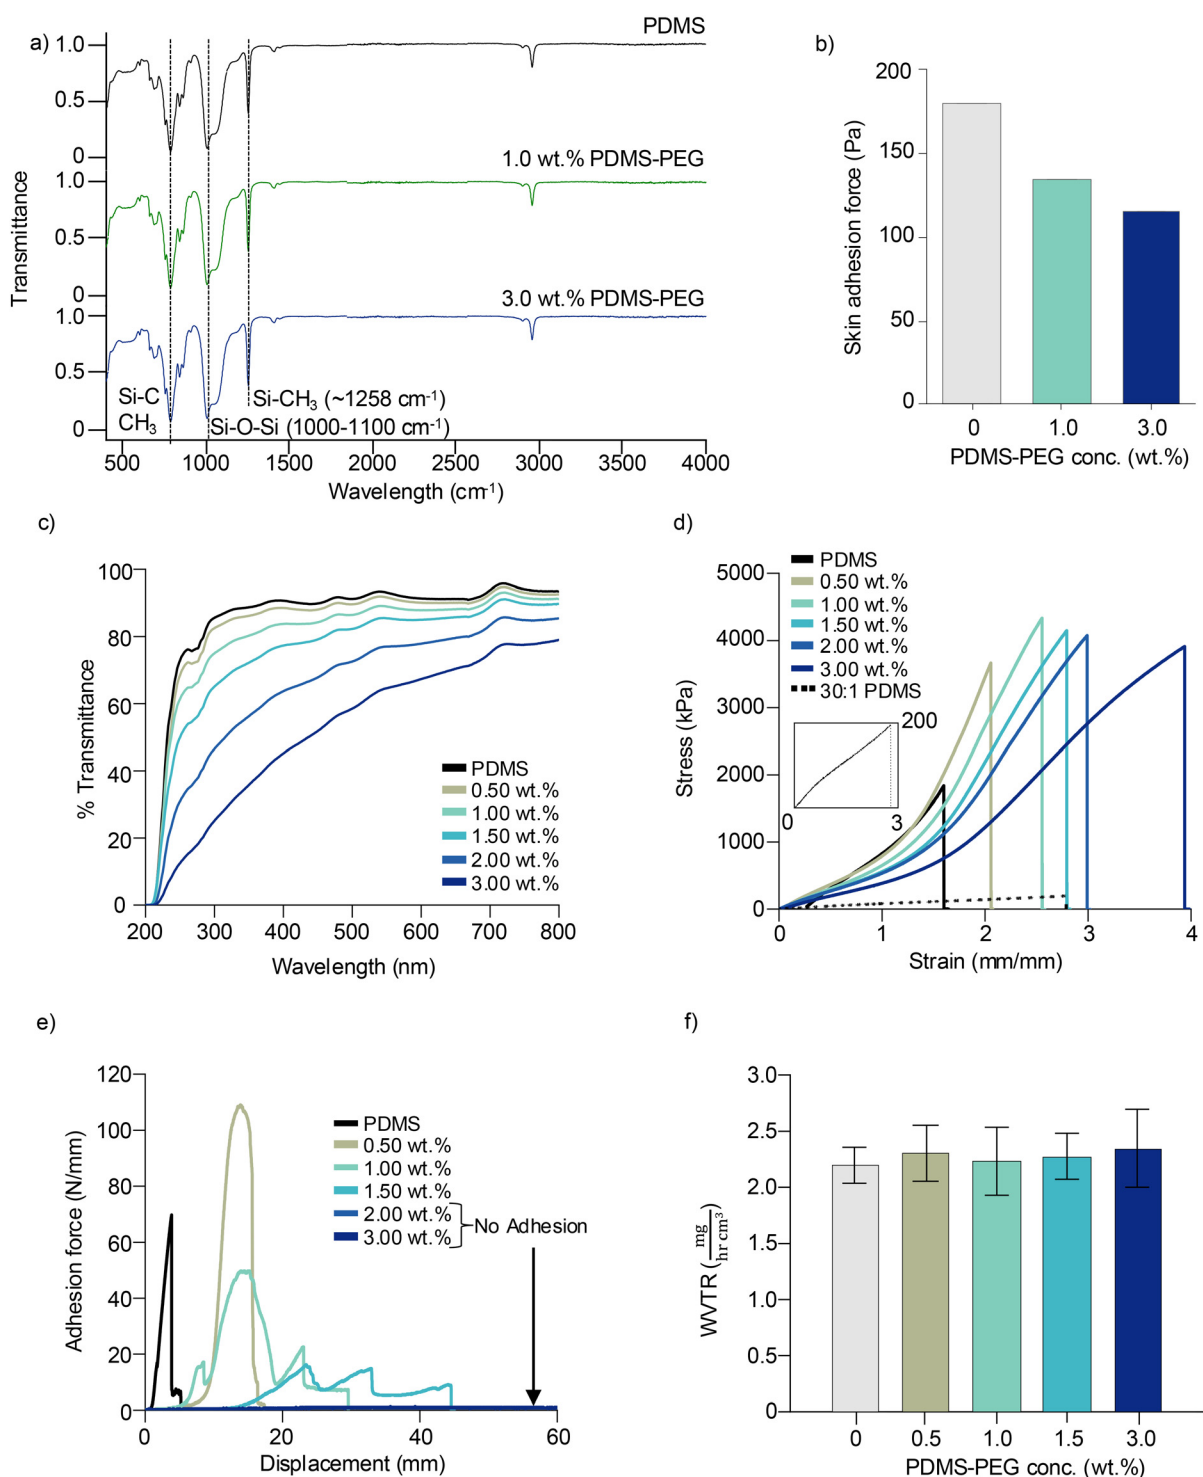 a)
PDMS
1.0
0.5
0
1.0 wt.% PDMS-PEG
1.0
0.5
0
3.0 wt.% PDMS-PEG
1.0
0.5
0
Transmittance
Si-C
CH₃
Si-CH₃ (~1258 cm⁻¹)
Si-O-Si (1000-1100 cm⁻¹)
500 1000 1500 2000 2500 3000 3500 4000
Wavelength (cm⁻¹)
b)
200
150
100
50
0
Skin adhesion force (Pa)
0 1.0 3.0
PDMS-PEG conc. (wt.%)
c)
100
80
60
40
20
0
% Transmittance
PDMS
0.50 wt.%
1.00 wt.%
1.50 wt.%
2.00 wt.%
3.00 wt.%
200 300 400 500 600 700 800
Wavelength (nm)
d)
PDMS
0.50 wt.%
1.00 wt.%
1.50 wt.%
2.00 wt.%
3.00 wt.%
30:1 PDMS
5000
4000
3000
2000
1000
0
Stress (kPa)
200
0 3
0 1 2 3 4
Strain (mm/mm)
e)
120
100
80
60
40
20
0
Adhesion force (N/mm)
PDMS
0.50 wt.%
1.00 wt.%
1.50 wt.%
2.00 wt.%
3.00 wt.%
No Adhesion
0 20 40 60
Displacement (mm)
f)
3.0
2.5
2.0
1.5
1.0
0.5
0
WVTR (mg/hr cm³)
0 0.5 1.0 1.5 3.0
PDMS-PEG conc. (wt.%)